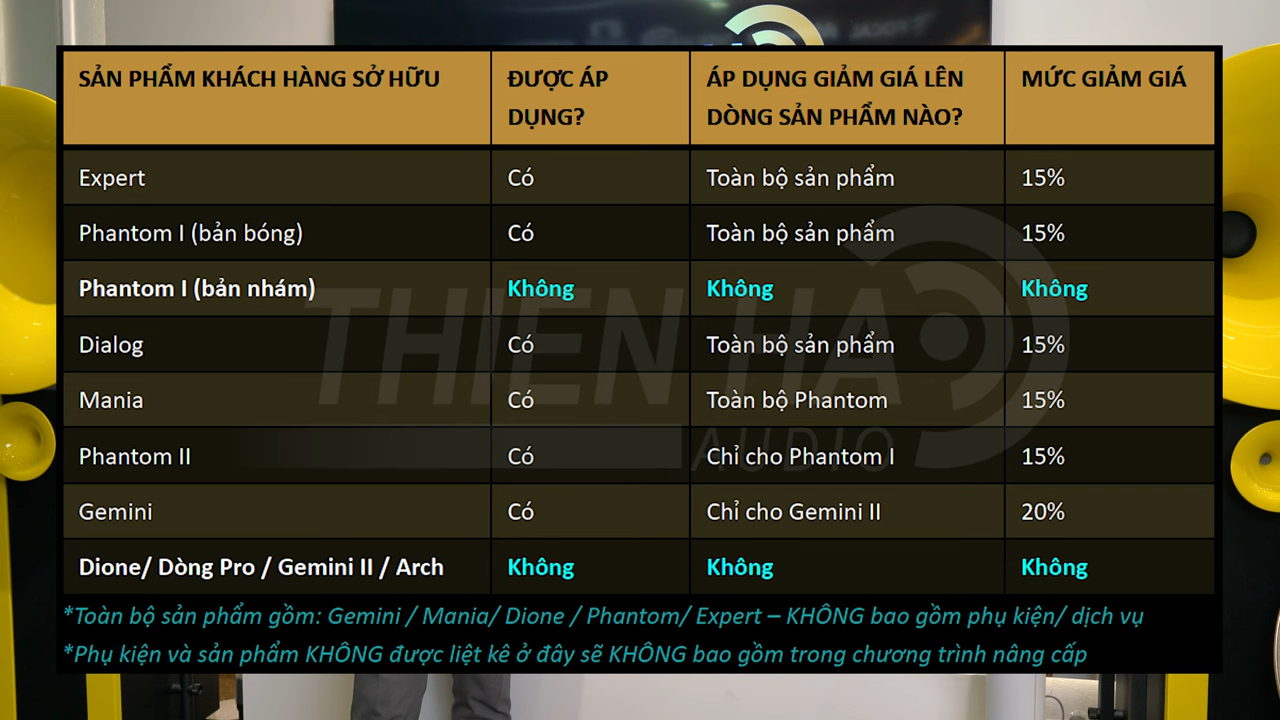 SẢN PHẨM KHÁCH HÀNG SỞ HỮU
ĐƯỢC ÁP
DỤNG?
ÁP DỤNG GIẢM GIÁ LÊN
DÒNG SẢN PHẨM NÀO?
MỨC GIẢM GIÁ
Expert Có Toàn bộ sản phẩm 15%
Phantom I (bản bóng) Có Toàn bộ sản phẩm 15%
Phantom I (bản nhám) Không Không Không
Dialog Có Toàn bộ sản phẩm 15%
Mania Có Toàn bộ Phantom 15%
Phantom II Có Chỉ cho Phantom I 15%
Gemini Có Chỉ cho Gemini II 20%
Dione/ Dòng Pro / Gemini II / Arch Không Không Không
*Toàn bộ sản phẩm gồm: Gemini / Mania/ Dione / Phantom/ Expert – KHÔNG bao gồm phụ kiện/ dịch vụ
*Phụ kiện và sản phẩm KHÔNG được liệt kê ở đây sẽ KHÔNG bao gồm trong chương trình nâng cấp
THIEN HA
AUDIO